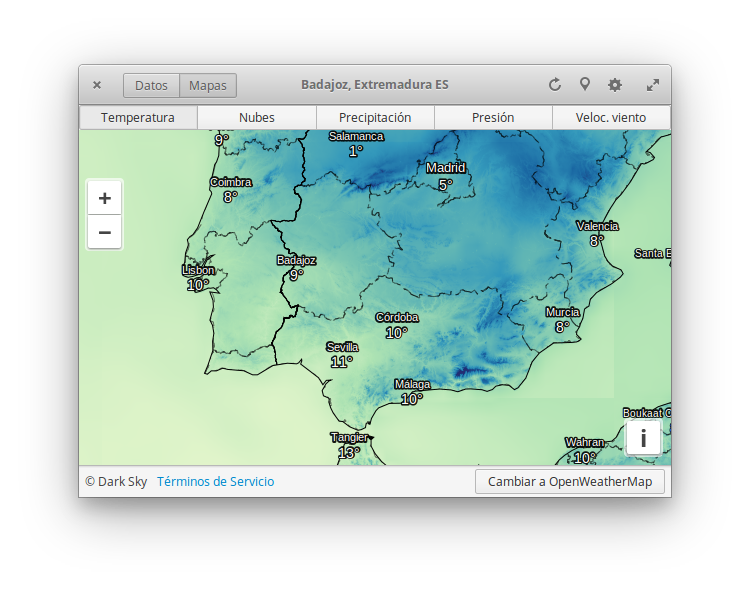 Datos
Mapas
Badajoz, Extremadura ES
Temperatura
Nubes
Precipitación
Presión
Veloc. viento
9°
Salamanca
1°
Madrid
5°
Coimbra
8°
+
−
Valencia
8°
Santa E
Badajoz
9°
Lisbon
10°
Córdoba
10°
Murcia
8°
Sevilla
11°
Málaga
10°
Boukaat O
Tangier
13°
Wahran
10°
i
© Dark Sky Términos de Servicio
Cambiar a OpenWeatherMap